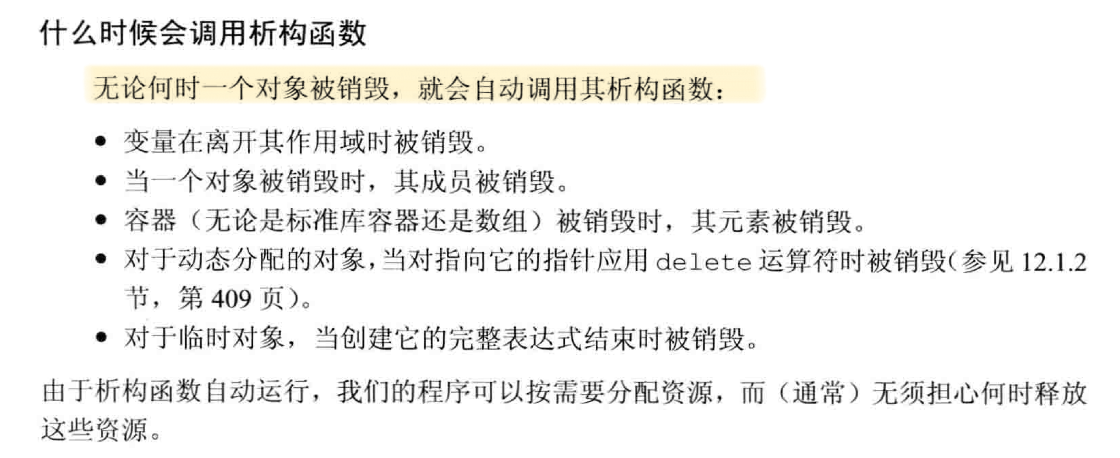 什么时候会调用析构函数
无论何时一个对象被销毁，就会自动调用其析构函数：
● 变量在离开其作用域时被销毁。
● 当一个对象被销毁时，其成员被销毁。
● 容器（无论是标准库容器还是数组）被销毁时，其元素被销毁。
● 对于动态分配的对象，当对指向它的指针应用 delete 运算符时被销毁（参见 12.1.2
节，第 409 页）。
● 对于临时对象，当创建它的完整表达式结束时被销毁。
由于析构函数自动运行，我们的程序可以按需要分配资源，而（通常）无须担心何时释放
这些资源。